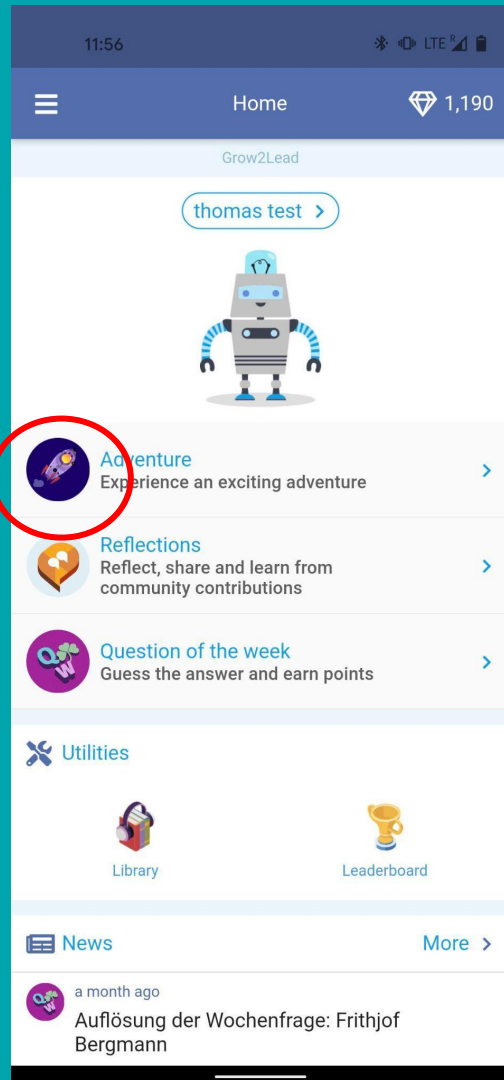 11:56
LTE R
Home
1,190
Grow2Lead
thomas test >
Adventure
Experience an exciting adventure
Reflections
Reflect, share and learn from
community contributions
Question of the week
Guess the answer and earn points
Utilities
Library
Leaderboard
News
More >
a month ago
Auflösung der Wochenfrage: Frithjof
Bergmann